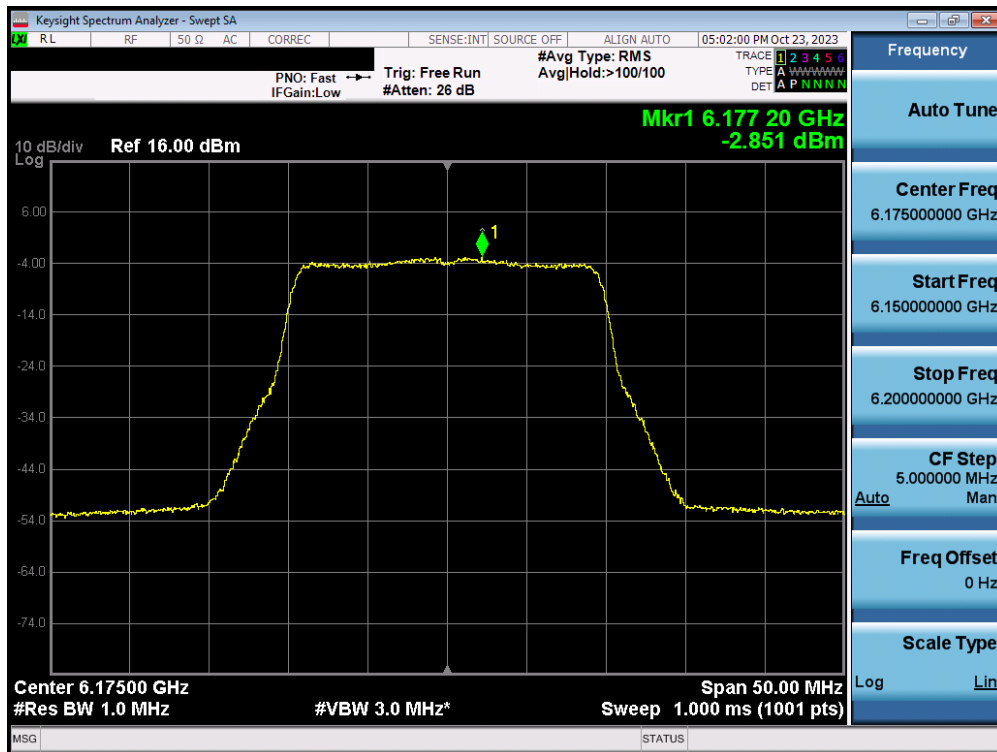 Keysight Spectrum Analyzer - Swept SA
LXI RL RF 50 Ω AC CORREC SENSE:INT SOURCE OFF ALIGN AUTO 05:02:00 PM Oct 23, 2023
PNO: Fast Trig: Free Run #Avg Type: RMS TRACE 1 2 3 4 5 6
IFGain:Low #Atten: 26 dB Avg|Hold:>100/100 TYPE A WWWWW
DET A P N N N N
Mkr1 6.177 20 GHz
-2.851 dBm
10 dB/div Ref 16.00 dBm
Log
1
6.00
-4.00
-14.0
-24.0
-34.0
-44.0
-54.0
-64.0
-74.0
Center 6.17500 GHz Span 50.00 MHz
#Res BW 1.0 MHz #VBW 3.0 MHz* Sweep 1.000 ms (1001 pts)
MSG STATUS
Frequency
Auto Tune
Center Freq
6.175000000 GHz
Start Freq
6.150000000 GHz
Stop Freq
6.200000000 GHz
CF Step
5.000000 MHz
Auto Man
Freq Offset
0 Hz
Scale Type
Log Lin